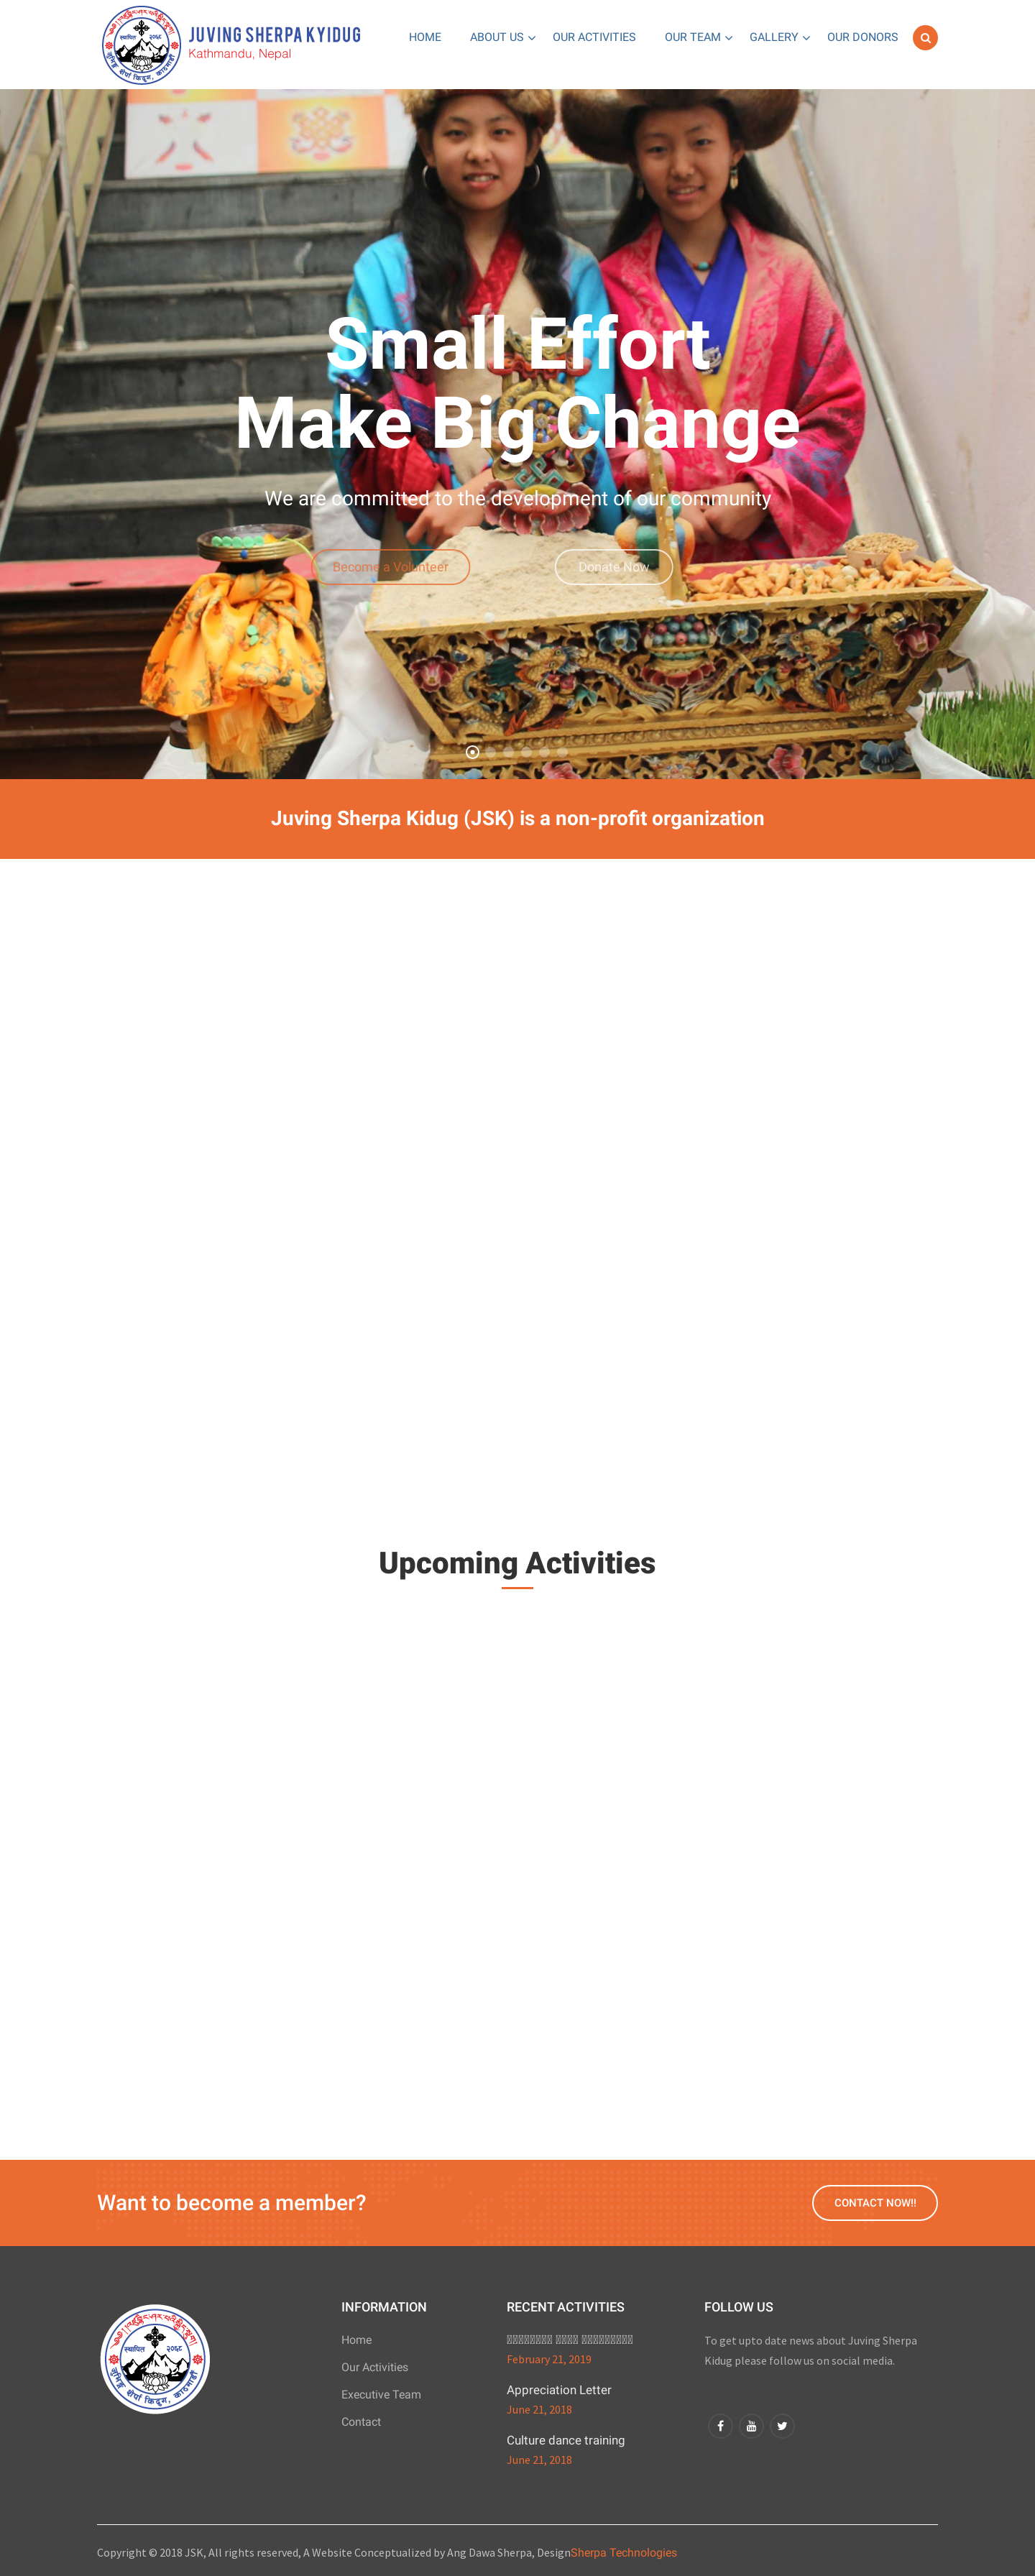 JUVING SHERPA KYIDUG
Kathmandu, Nepal
स्थापित
२०६८
HOME
ABOUT US
OUR ACTIVITIES
OUR TEAM
GALLERY
OUR DONORS
Small Effort
Make Big Change
We are committed to the development of our community
Become a Volunteer
Donate Now
Juving Sherpa Kidug (JSK) is a non-profit organization
Upcoming Activities
Want to become a member?
CONTACT NOW!!
स्थापित
२०६८
जुभिङ्ग शेर्पा किदुग, काठमाडौं
INFORMATION
Home
Our Activities
Executive Team
Contact
RECENT ACTIVITIES
February 21, 2019
Appreciation Letter
June 21, 2018
Culture dance training
June 21, 2018
FOLLOW US
To get upto date news about Juving Sherpa
Kidug please follow us on social media.
Copyright © 2018 JSK, All rights reserved, A Website Conceptualized by Ang Dawa Sherpa, DesignSherpa Technologies